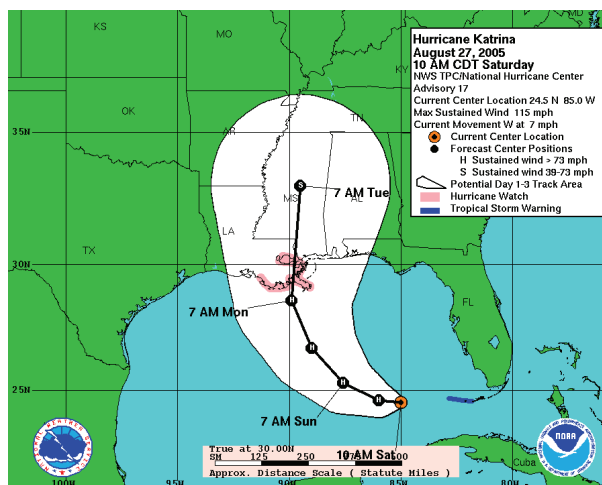 Hurricane Katrina
August 27, 2005
10 AM CDT Saturday
NWS TPC/National Hurricane Center
Advisory 17
Current Center Location 24.5 N 85.0 W
Max Sustained Wind 115 mph
Current Movement W at 7 mph
Current Center Location
Forecast Center Positions
H Sustained wind > 73 mph
S Sustained wind 39-73 mph
Potential Day 1-3 Track Area
Hurricane Watch
Tropical Storm Warning
KS
MO
KY
MD
OK
AR
TN
35N
S
7 AM Tue
MS
AL
LA
TX
30N
FL
7 AM Mon
H
H
H
H
25N
7 AM Sun
True at 30.00N
10 AM Sat
SM 125 250 375 500
Approx. Distance Scale ( Statute Miles )
NOAA
Cuba
100W
95W
90W
85W
80W